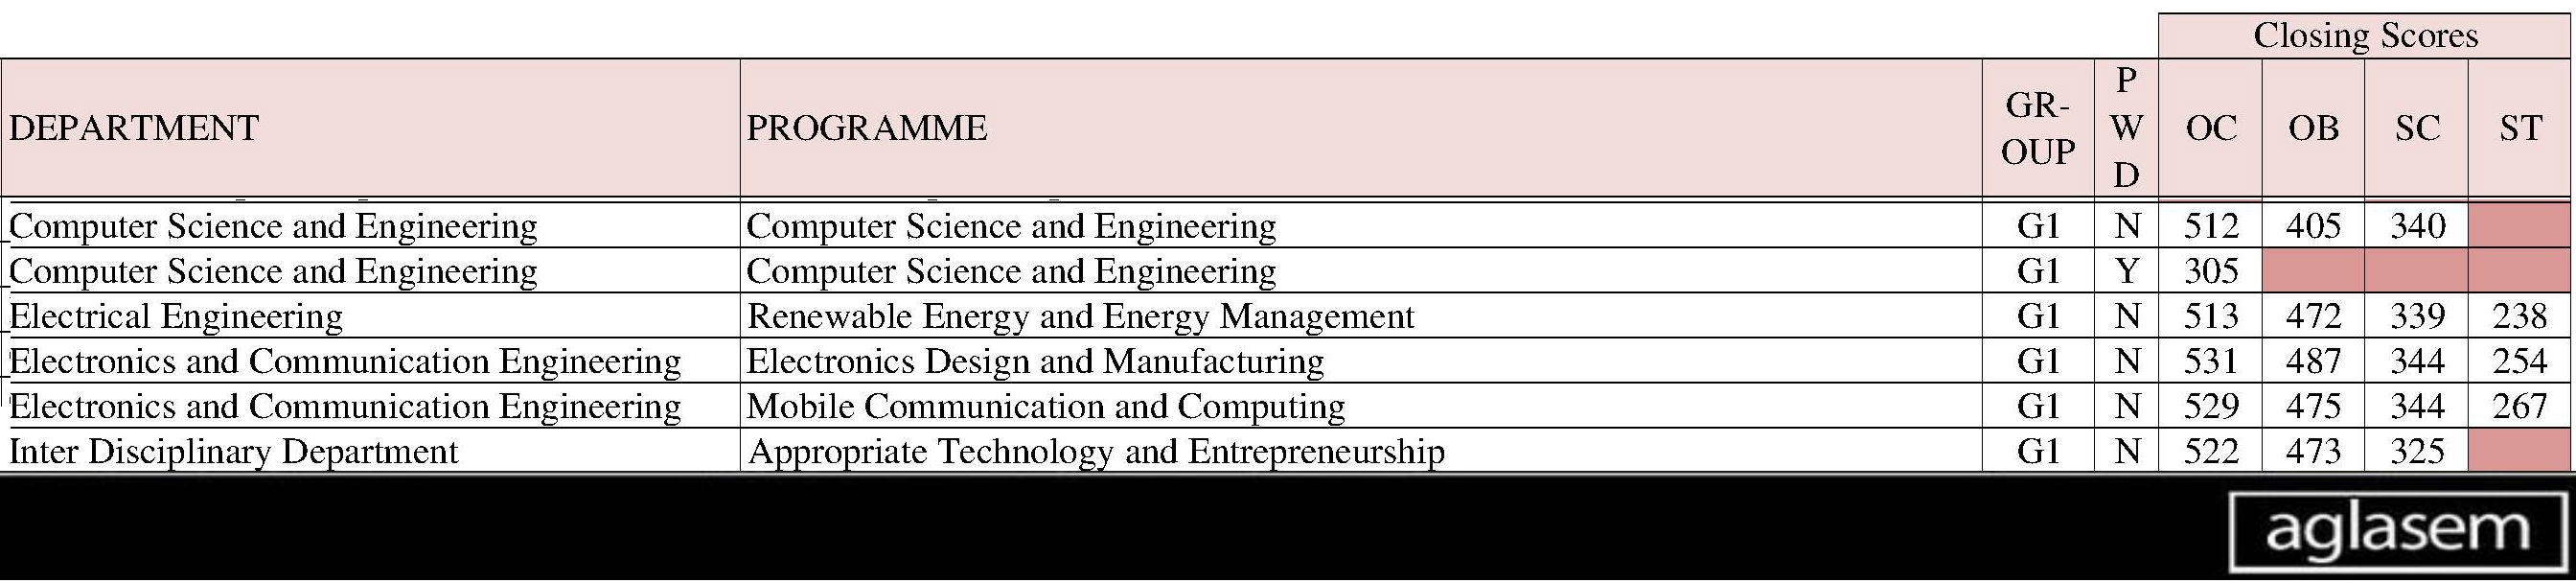 Closing Scores
DEPARTMENT PROGRAMME GR-OUP PWD OC OB SC ST
Computer Science and Engineering Computer Science and Engineering G1 N 512 405 340
Computer Science and Engineering Computer Science and Engineering G1 Y 305
Electrical Engineering Renewable Energy and Energy Management G1 N 513 472 339 238
Electronics and Communication Engineering Electronics Design and Manufacturing G1 N 531 487 344 254
Electronics and Communication Engineering Mobile Communication and Computing G1 N 529 475 344 267
Inter Disciplinary Department Appropriate Technology and Entrepreneurship G1 N 522 473 325
aglasem